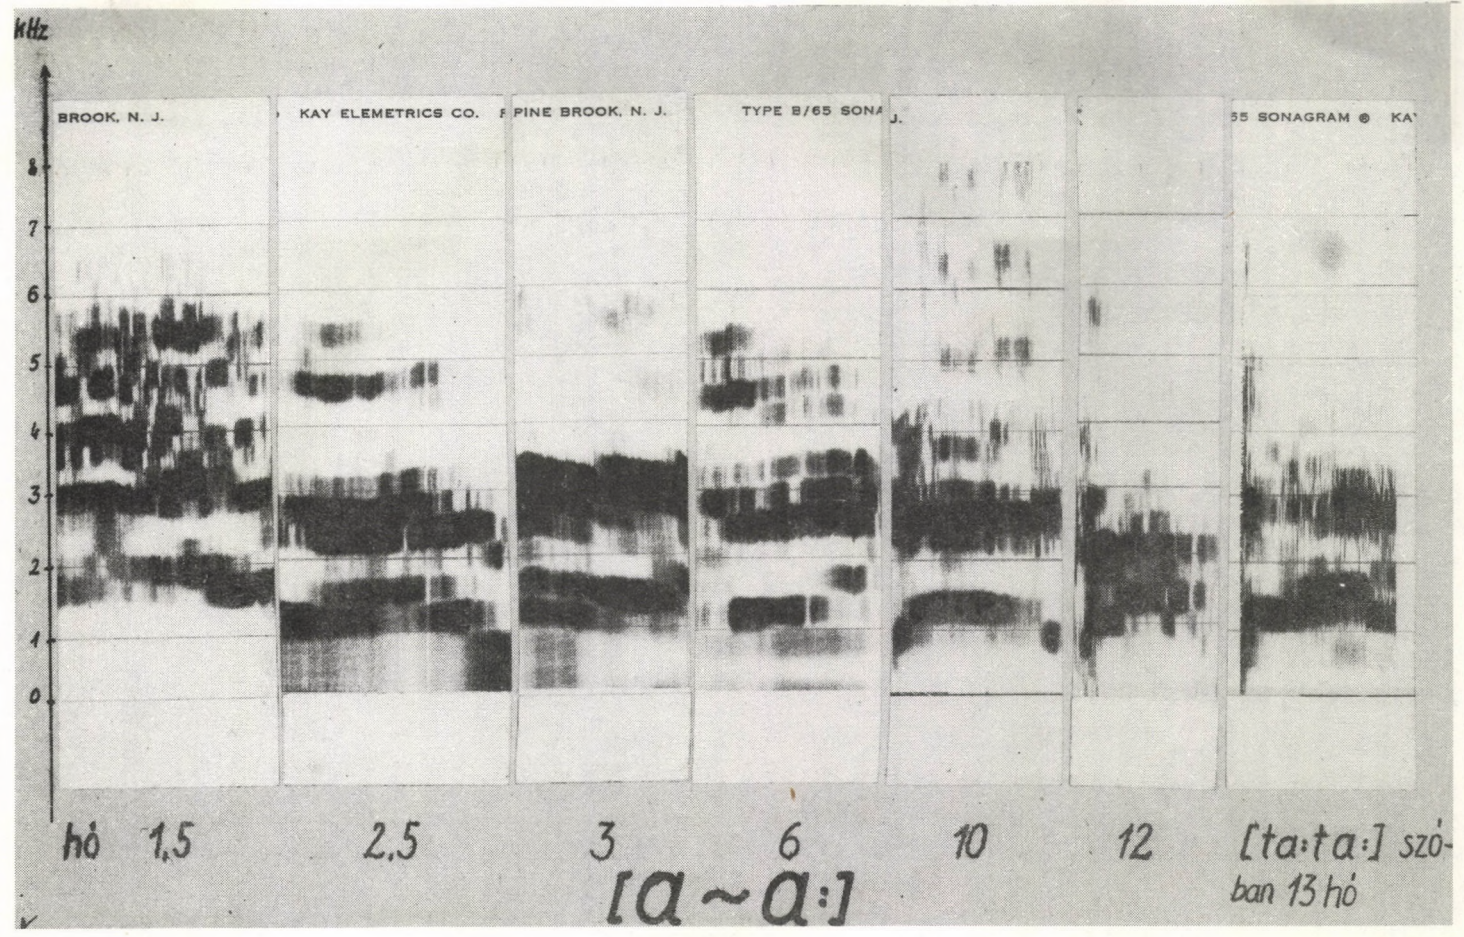 kHz
BROOK, N. J.
KAY ELEMETRICS CO.
PINE BROOK, N. J.
TYPE B/65 SONA
J.
65 SONAGRAM ® KAY
8
7
6
5
4
3
2
1
0
hó 1,5 2,5 3 6 10 12 [ta:ta:] szó-
ban 13 hó
[a ~ a:]